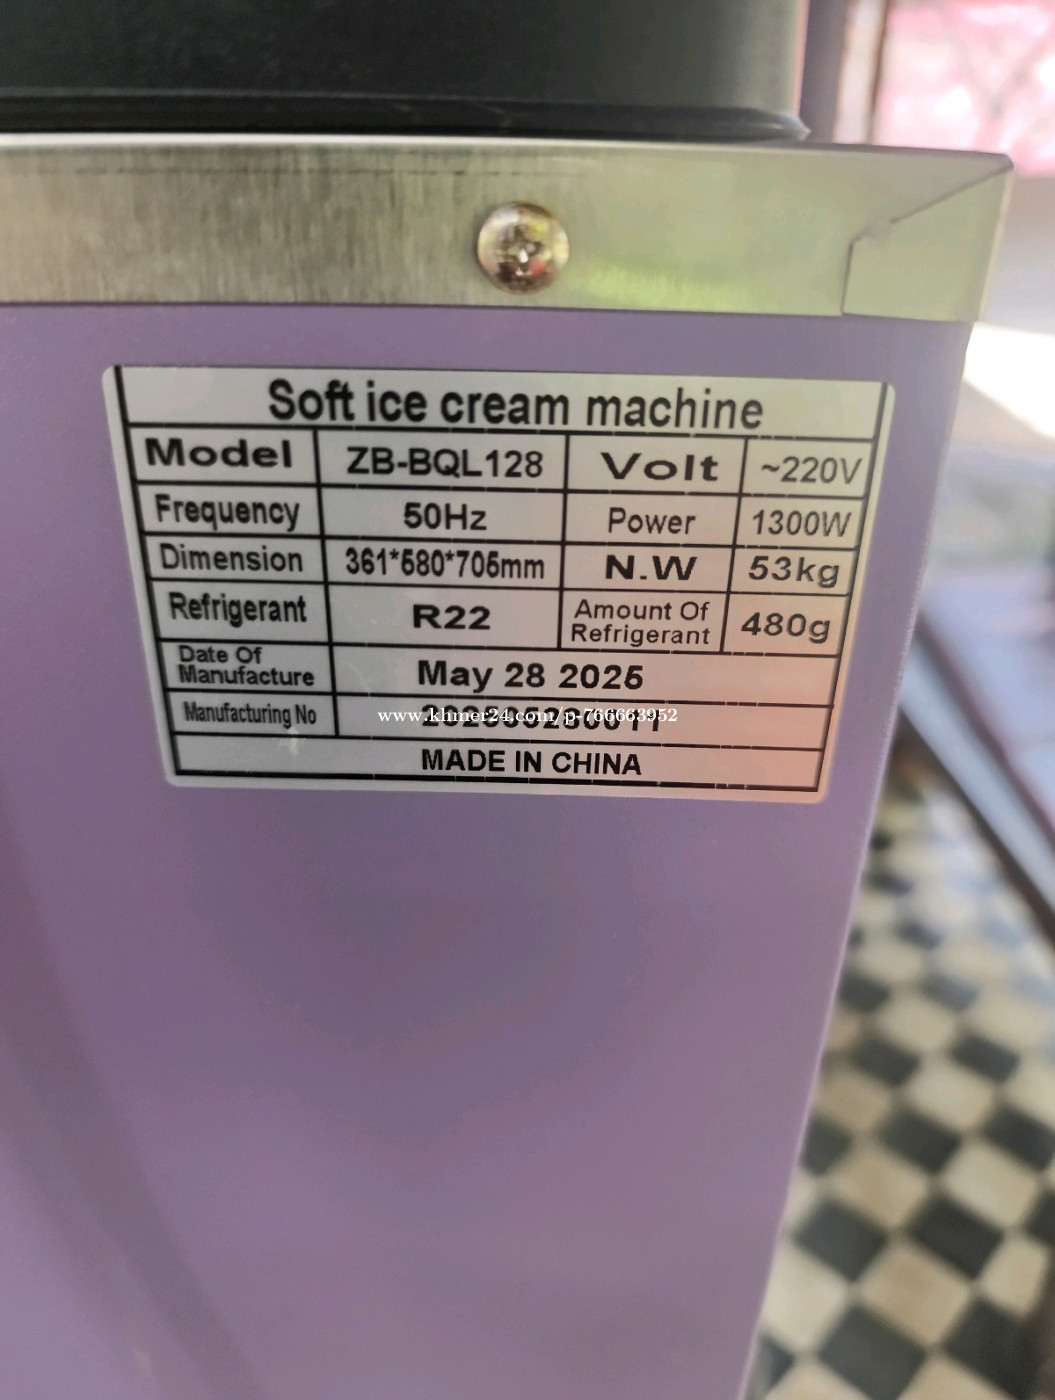 Soft ice cream machine
Model ZB-BQL128 Volt ~220V
Frequency 50Hz Power 1300W
Dimension 361*580*705mm N.W 53kg
Refrigerant R22 Amount Of Refrigerant 480g
Date Of Manufacture May 28 2025
Manufacturing No
www.khmer24.com/p-766663952
MADE IN CHINA